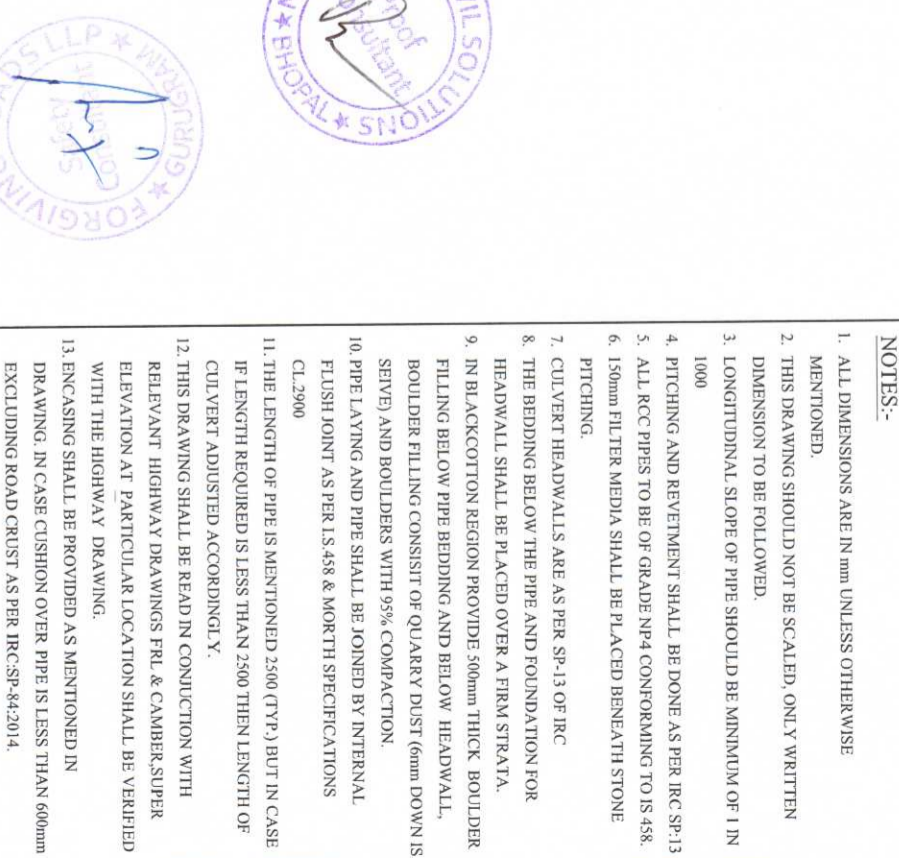 NOTES:-
1. ALL DIMENSIONS ARE IN mm UNLESS OTHERWISE
MENTIONED.
2. THIS DRAWING SHOULD NOT BE SCALED, ONLY WRITTEN
DIMENSION TO BE FOLLOWED.
3. LONGITUDINAL SLOPE OF PIPE SHOULD BE MINIMUM OF 1 IN
1000
4. PITCHING AND REVETMENT SHALL BE DONE AS PER IRC SP:13
5. ALL RCC PIPES TO BE OF GRADE NP4 CONFORMING TO IS 458.
6. 150mm FILTER MEDIA SHALL BE PLACED BENEATH STONE
PITCHING.
7. CULVERT HEADWALLS ARE AS PER SP-13 OF IRC
8. THE BEDDING BELOW THE PIPE AND FOUNDATION FOR
HEADWALL SHALL BE PLACED OVER A FIRM STRATA.
9. IN BLACKCOTTON REGION PROVIDE 500mm THICK BOULDER
FILLING BELOW PIPE BEDDING AND BELOW HEADWALL,
BOULDER FILLING CONSISIT OF QUARRY DUST (6mm DOWN IS
SEIVE) AND BOULDERS WITH 95% COMPACTION.
10. PIPE LAYING AND PIPE SHALL BE JOINED BY INTERNAL
FLUSH JOINT AS PER I.S.458 & MORTH SPECIFICATIONS
CL.2900
11. THE LENGTH OF PIPE IS MENTIONED 2500 (TYP.) BUT IN CASE
IF LENGTH REQUIRED IS LESS THAN 2500 THEN LENGTH OF
CULVERT ADJUSTED ACCORDINGLY.
12. THIS DRAWING SHALL BE READ IN CONJUCTION WITH
RELEVANT HIGHWAY DRAWINGS FRL & CAMBER,SUPER
ELEVATION AT PARTICULAR LOCATION SHALL BE VERIFIED
WITH THE HIGHWAY DRAWING.
13. ENCASING SHALL BE PROVIDED AS MENTIONED IN
DRAWING. IN CASE CUSHION OVER PIPE IS LESS THAN 600mm
EXCLUDING ROAD CRUST AS PER IRC:SP-84:2014.
SOLUTIONS ★ BHOPAL ★
Proof
Consultant
LLP ★ GURUGRAM ★ FORGIVING
Safety
Consultant